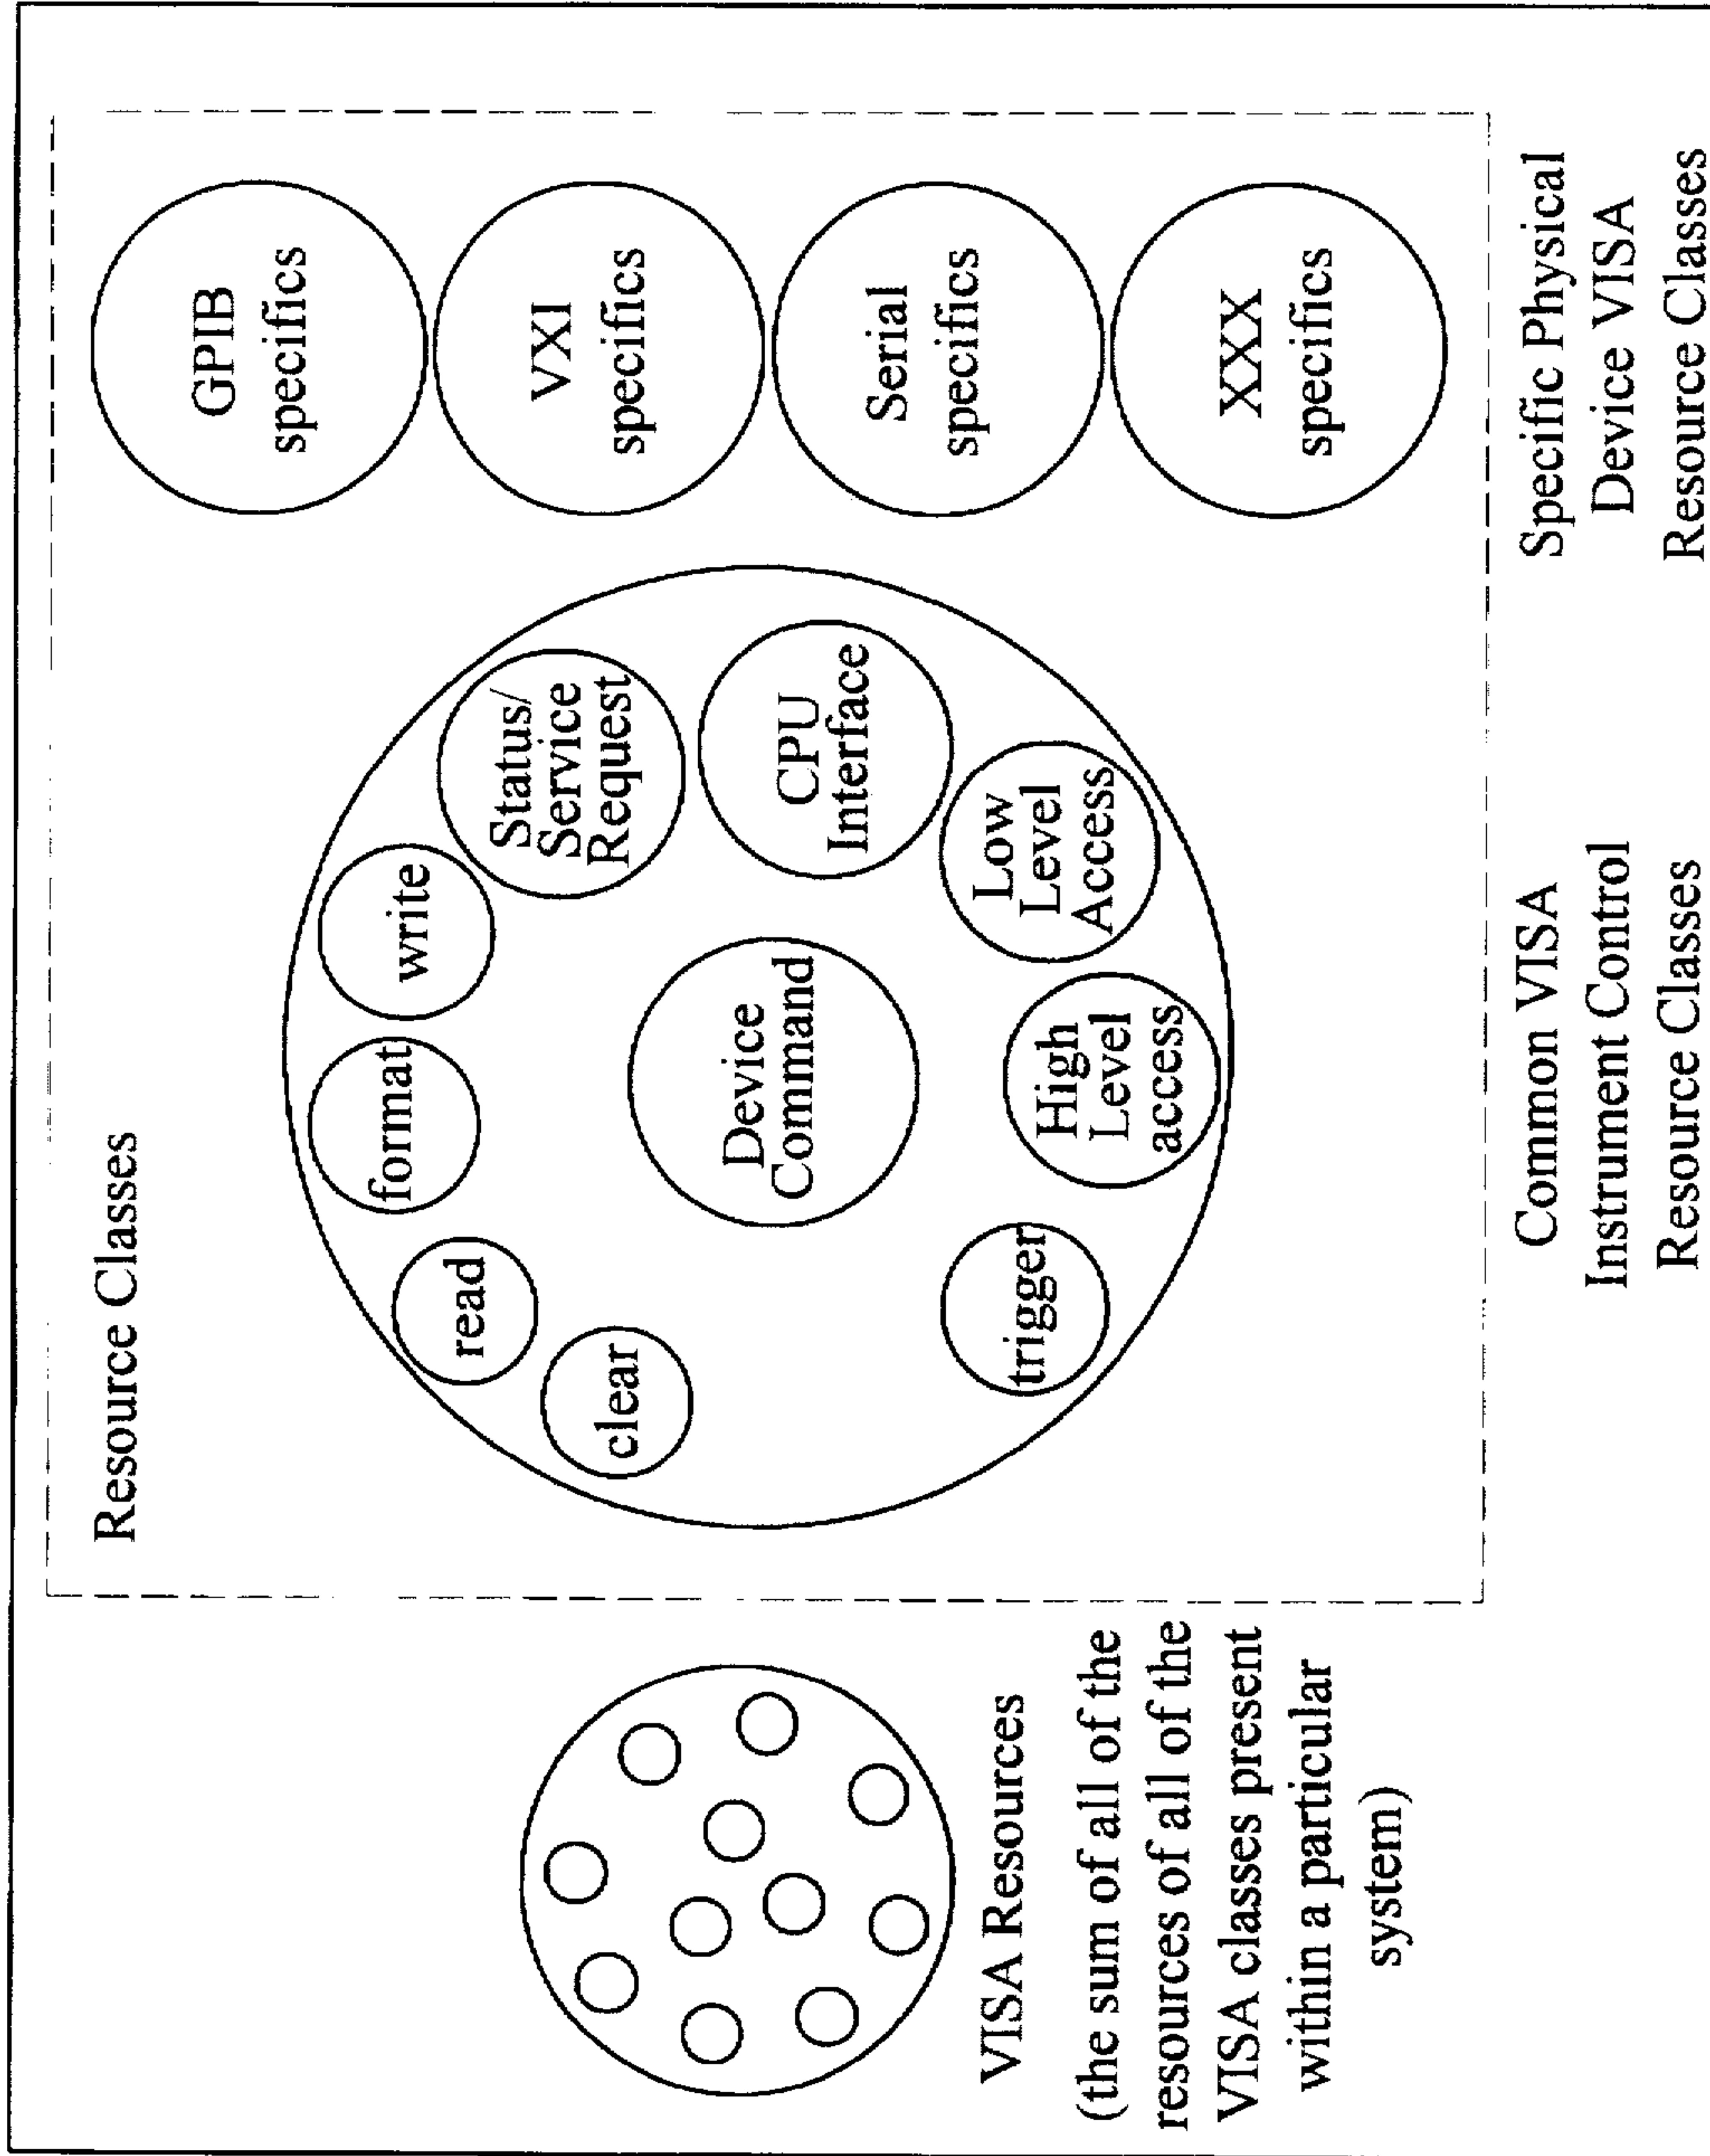 Resource Classes
read
format
write
clear
Status/
Service
Request
Device
Command
CPU
Interface
trigger
High
Level
access
Low
Level
Access
GPIB
specifics
VXI
specifics
Serial
specifics
XXX
specifics
VISA Resources
(the sum of all of the
resources of all of the
VISA classes present
within a particular
system)
Common VISA
Instrument Control
Resource Classes
Specific Physical
Device VISA
Resource Classes